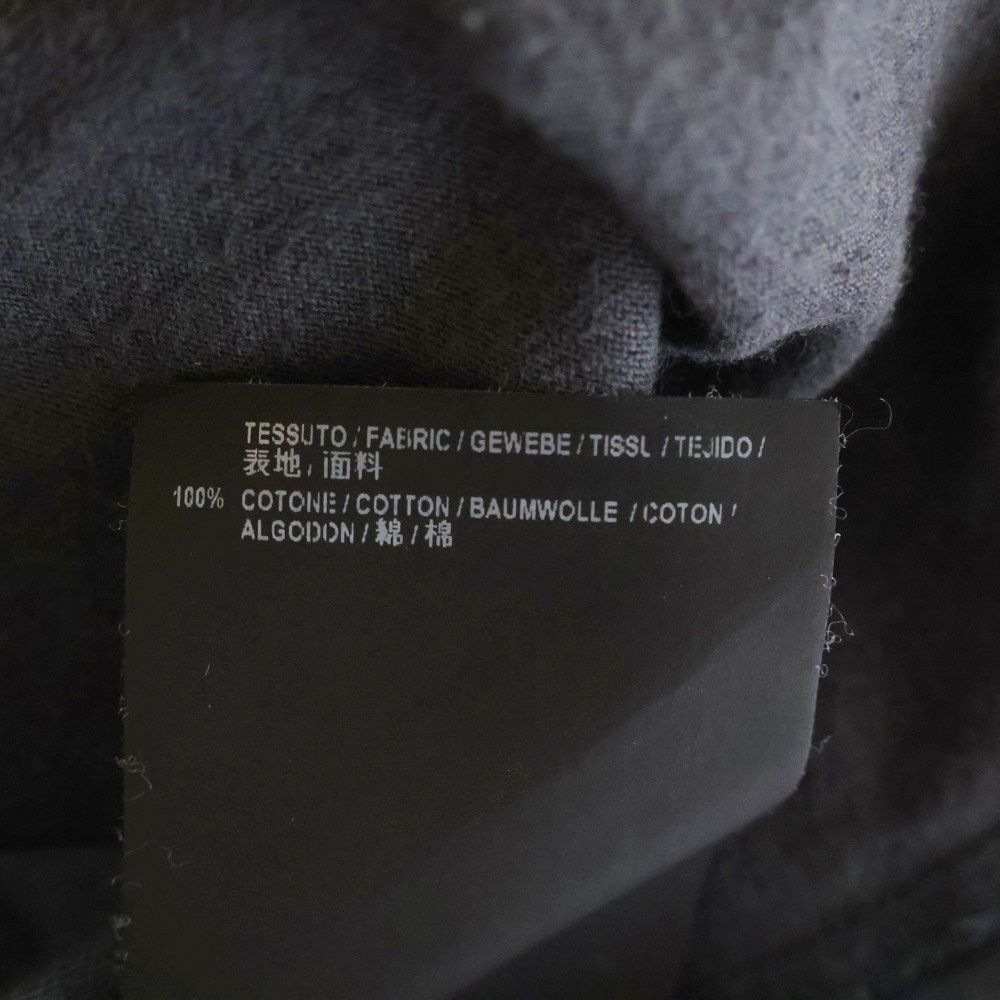 TESSUTO / FABRIC / GEWEBE / TISSU / TEJIDO /
表地 , 面料
100% COTONE / COTTON / BAUMWOLLE / COTON /
ALGODON / 綿 / 棉